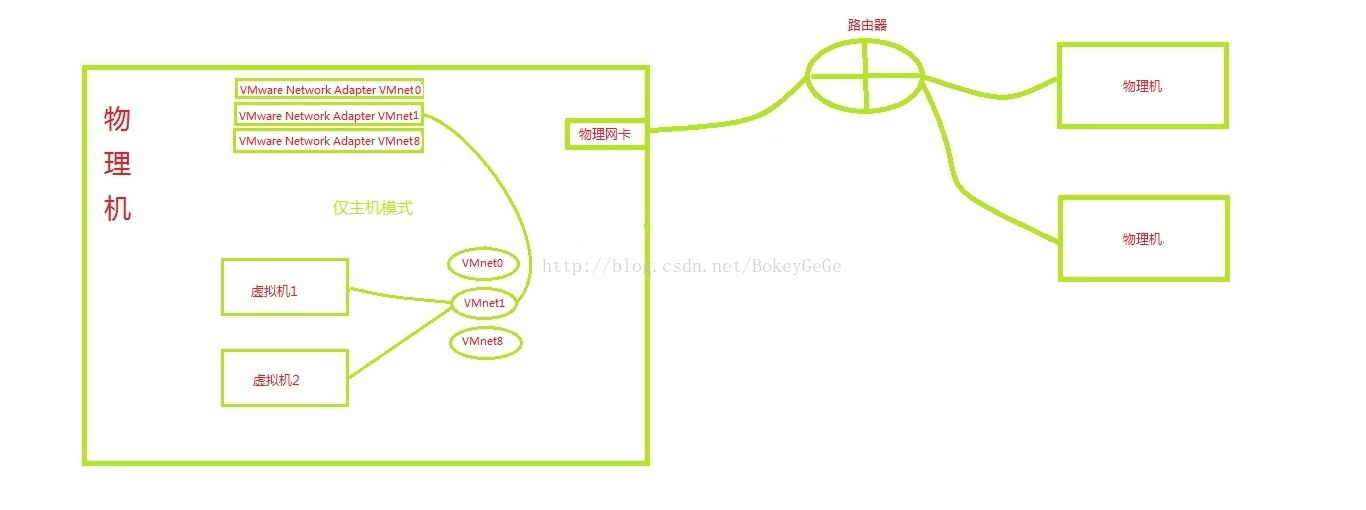 路由器
VMware Network Adapter VMnet0
VMware Network Adapter VMnet1
VMware Network Adapter VMnet8
物理机
物理网卡
物理机
物理机.
仅主机模式
VMnet0
http://blog.csdn.net/BokeyGeGe
虚拟机1
VMnet1
VMnet8
虚拟机2